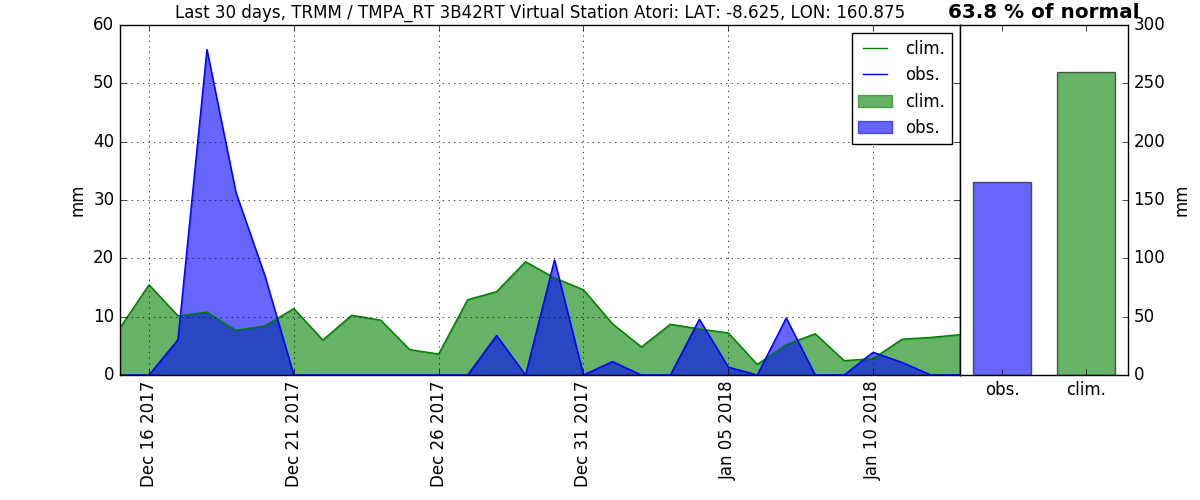 Last 30 days, TRMM / TMPA_RT 3B42RT Virtual Station Atori: LAT: -8.625, LON: 160.875
63.8 % of normal
clim.
obs.
clim.
obs.
60
50
40
30
20
10
0
mm
Dec 16 2017
Dec 21 2017
Dec 26 2017
Dec 31 2017
Jan 05 2018
Jan 10 2018
300
250
200
150
100
50
0
mm
obs.
clim.